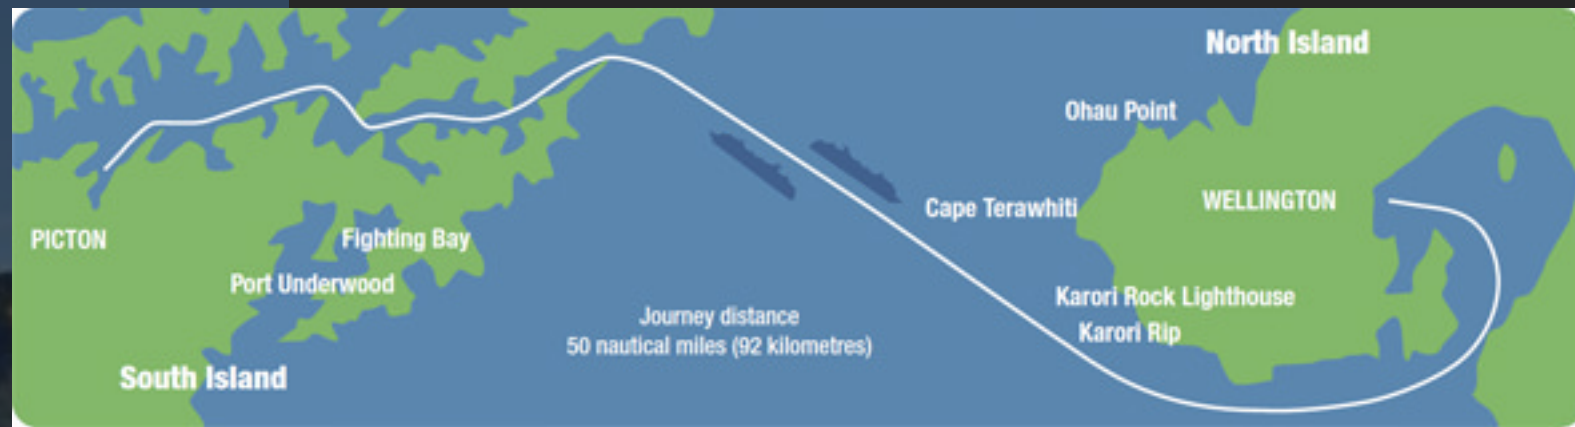 North Island
Ohau Point
WELLINGTON
Cape Terawhiti
PICTON
Fighting Bay
Port Underwood
Karori Rock Lighthouse
Journey distance
Karori Rip
50 nautical miles (92 kilometres)
South Island